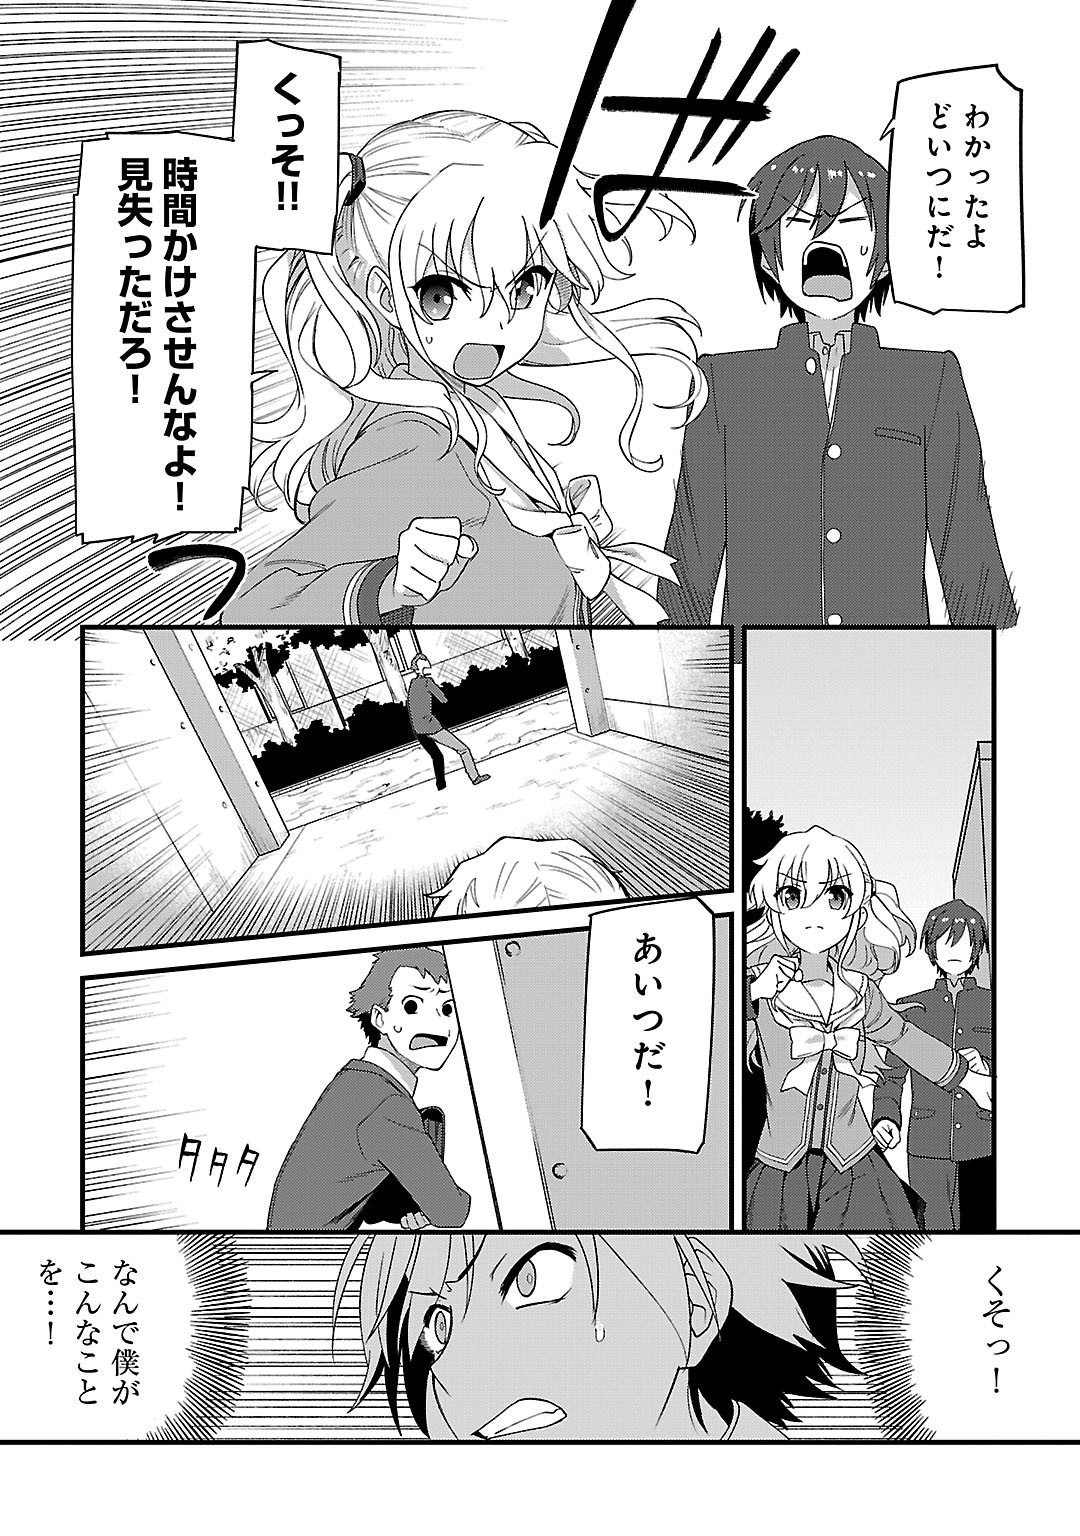 わかったよ
どいつにだ！
ギッ
くっそ!!
時間かけさせんなよ！
見失っただろ！
あいつだ！
タタタ
くそっ！
なんで僕が
こんなこと
を…！